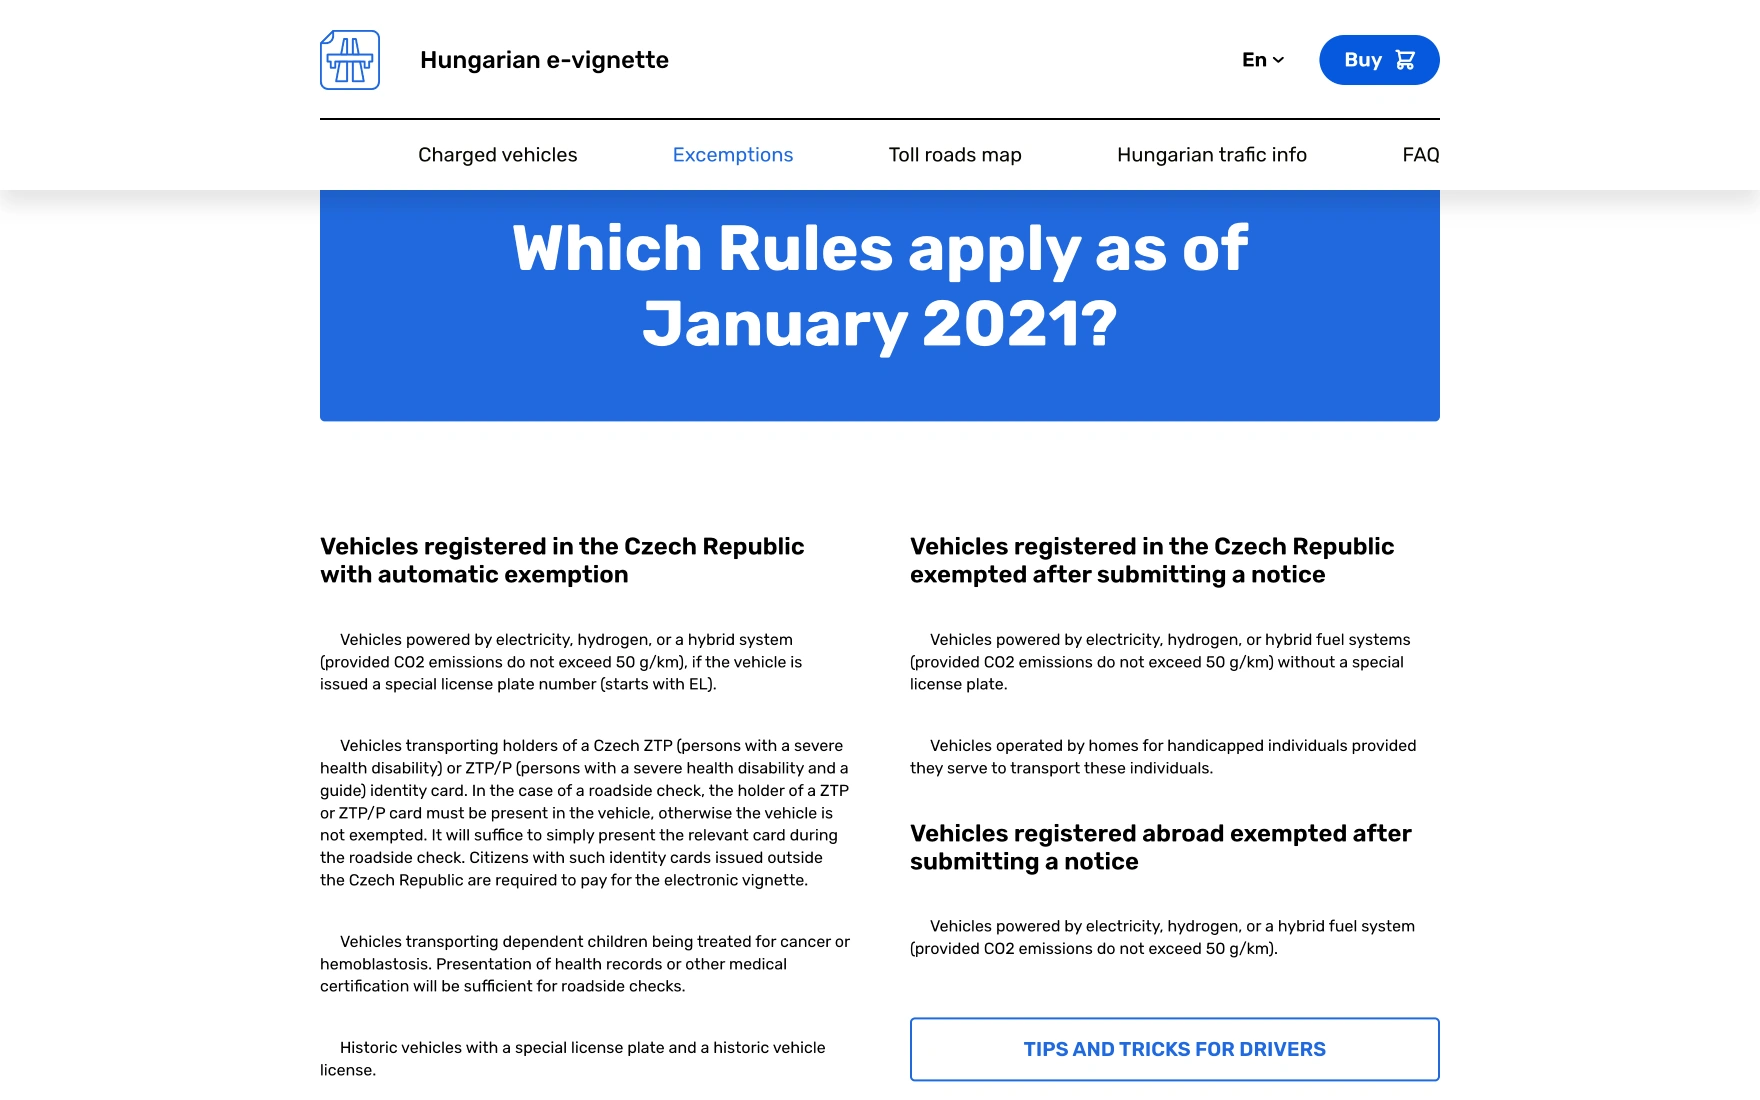 Hungarian e-vignette
En
Buy
Charged vehicles
Excemptions
Toll roads map
Hungarian trafic info
FAQ
Which Rules apply as of
January 2021?
Vehicles registered in the Czech Republic
with automatic exemption
Vehicles powered by electricity, hydrogen, or a hybrid system
(provided CO2 emissions do not exceed 50 g/km), if the vehicle is
issued a special license plate number (starts with EL).
Vehicles transporting holders of a Czech ZTP (persons with a severe
health disability) or ZTP/P (persons with a severe health disability and a
guide) identity card. In the case of a roadside check, the holder of a ZTP
or ZTP/P card must be present in the vehicle, otherwise the vehicle is
not exempted. It will suffice to simply present the relevant card during
the roadside check. Citizens with such identity cards issued outside
the Czech Republic are required to pay for the electronic vignette.
Vehicles transporting dependent children being treated for cancer or
hemoblastosis. Presentation of health records or other medical
certification will be sufficient for roadside checks.
Historic vehicles with a special license plate and a historic vehicle
license.
Vehicles registered in the Czech Republic
exempted after submitting a notice
Vehicles powered by electricity, hydrogen, or hybrid fuel systems
(provided CO2 emissions do not exceed 50 g/km) without a special
license plate.
Vehicles operated by homes for handicapped individuals provided
they serve to transport these individuals.
Vehicles registered abroad exempted after
submitting a notice
Vehicles powered by electricity, hydrogen, or a hybrid fuel system
(provided CO2 emissions do not exceed 50 g/km).
TIPS AND TRICKS FOR DRIVERS